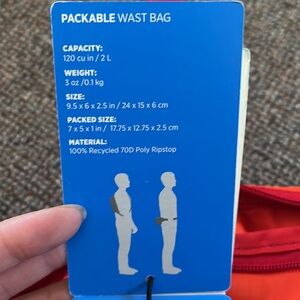 PACKABLE WAST BAG
CAPACITY:
120 cu in / 2 L
WEIGHT:
3 oz /0.1 kg
SIZE:
9.5 x 6 x 2.5 in / 24 x 15 x 6 cm
PACKED SIZE:
7 x 5 x 1 in / 17.75 x 12.75 x 2.5 cm
MATERIAL:
100% Recycled 70D Poly Ripstop